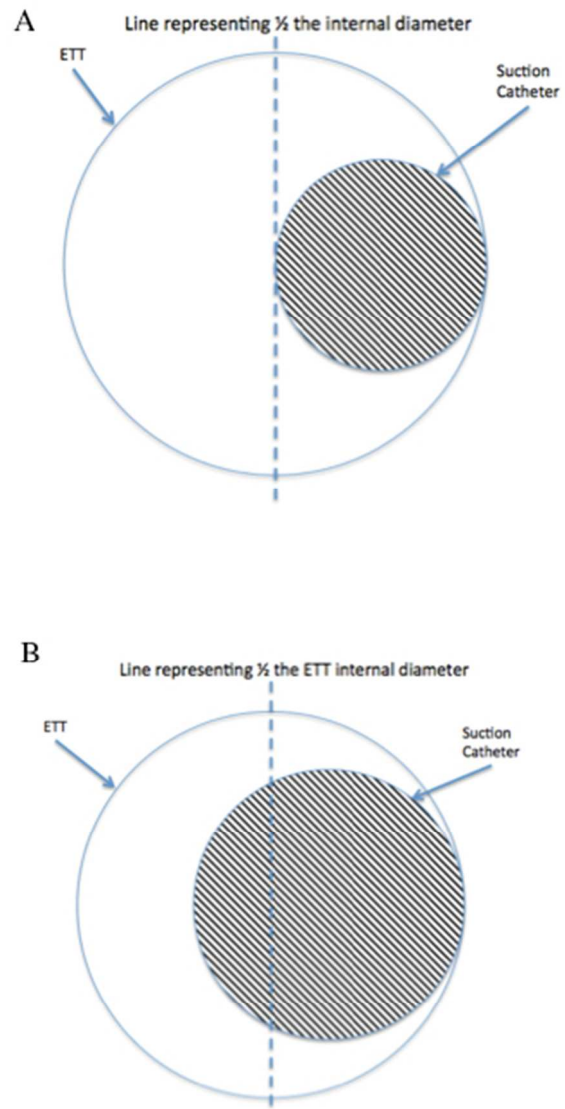 A
Line representing ½ the internal diameter
ETT
Suction
Catheter
B
Line representing ½ the ETT internal diameter
ETT
Suction
Catheter